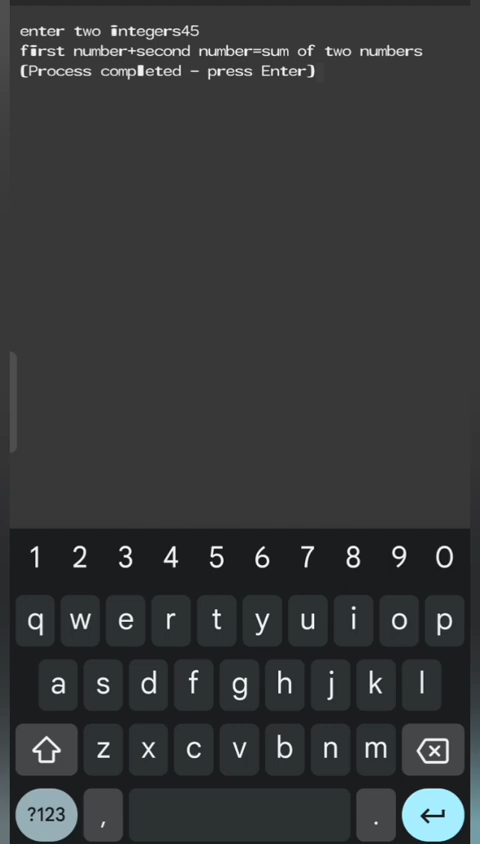 enter two integers45
first number+second number=sum of two numbers
[Process completed - press Enter]
1 2 3 4 5 6 7 8 9 0
q w e r t y u i o p
a s d f g h j k l
z x c v b n m
?123 , .